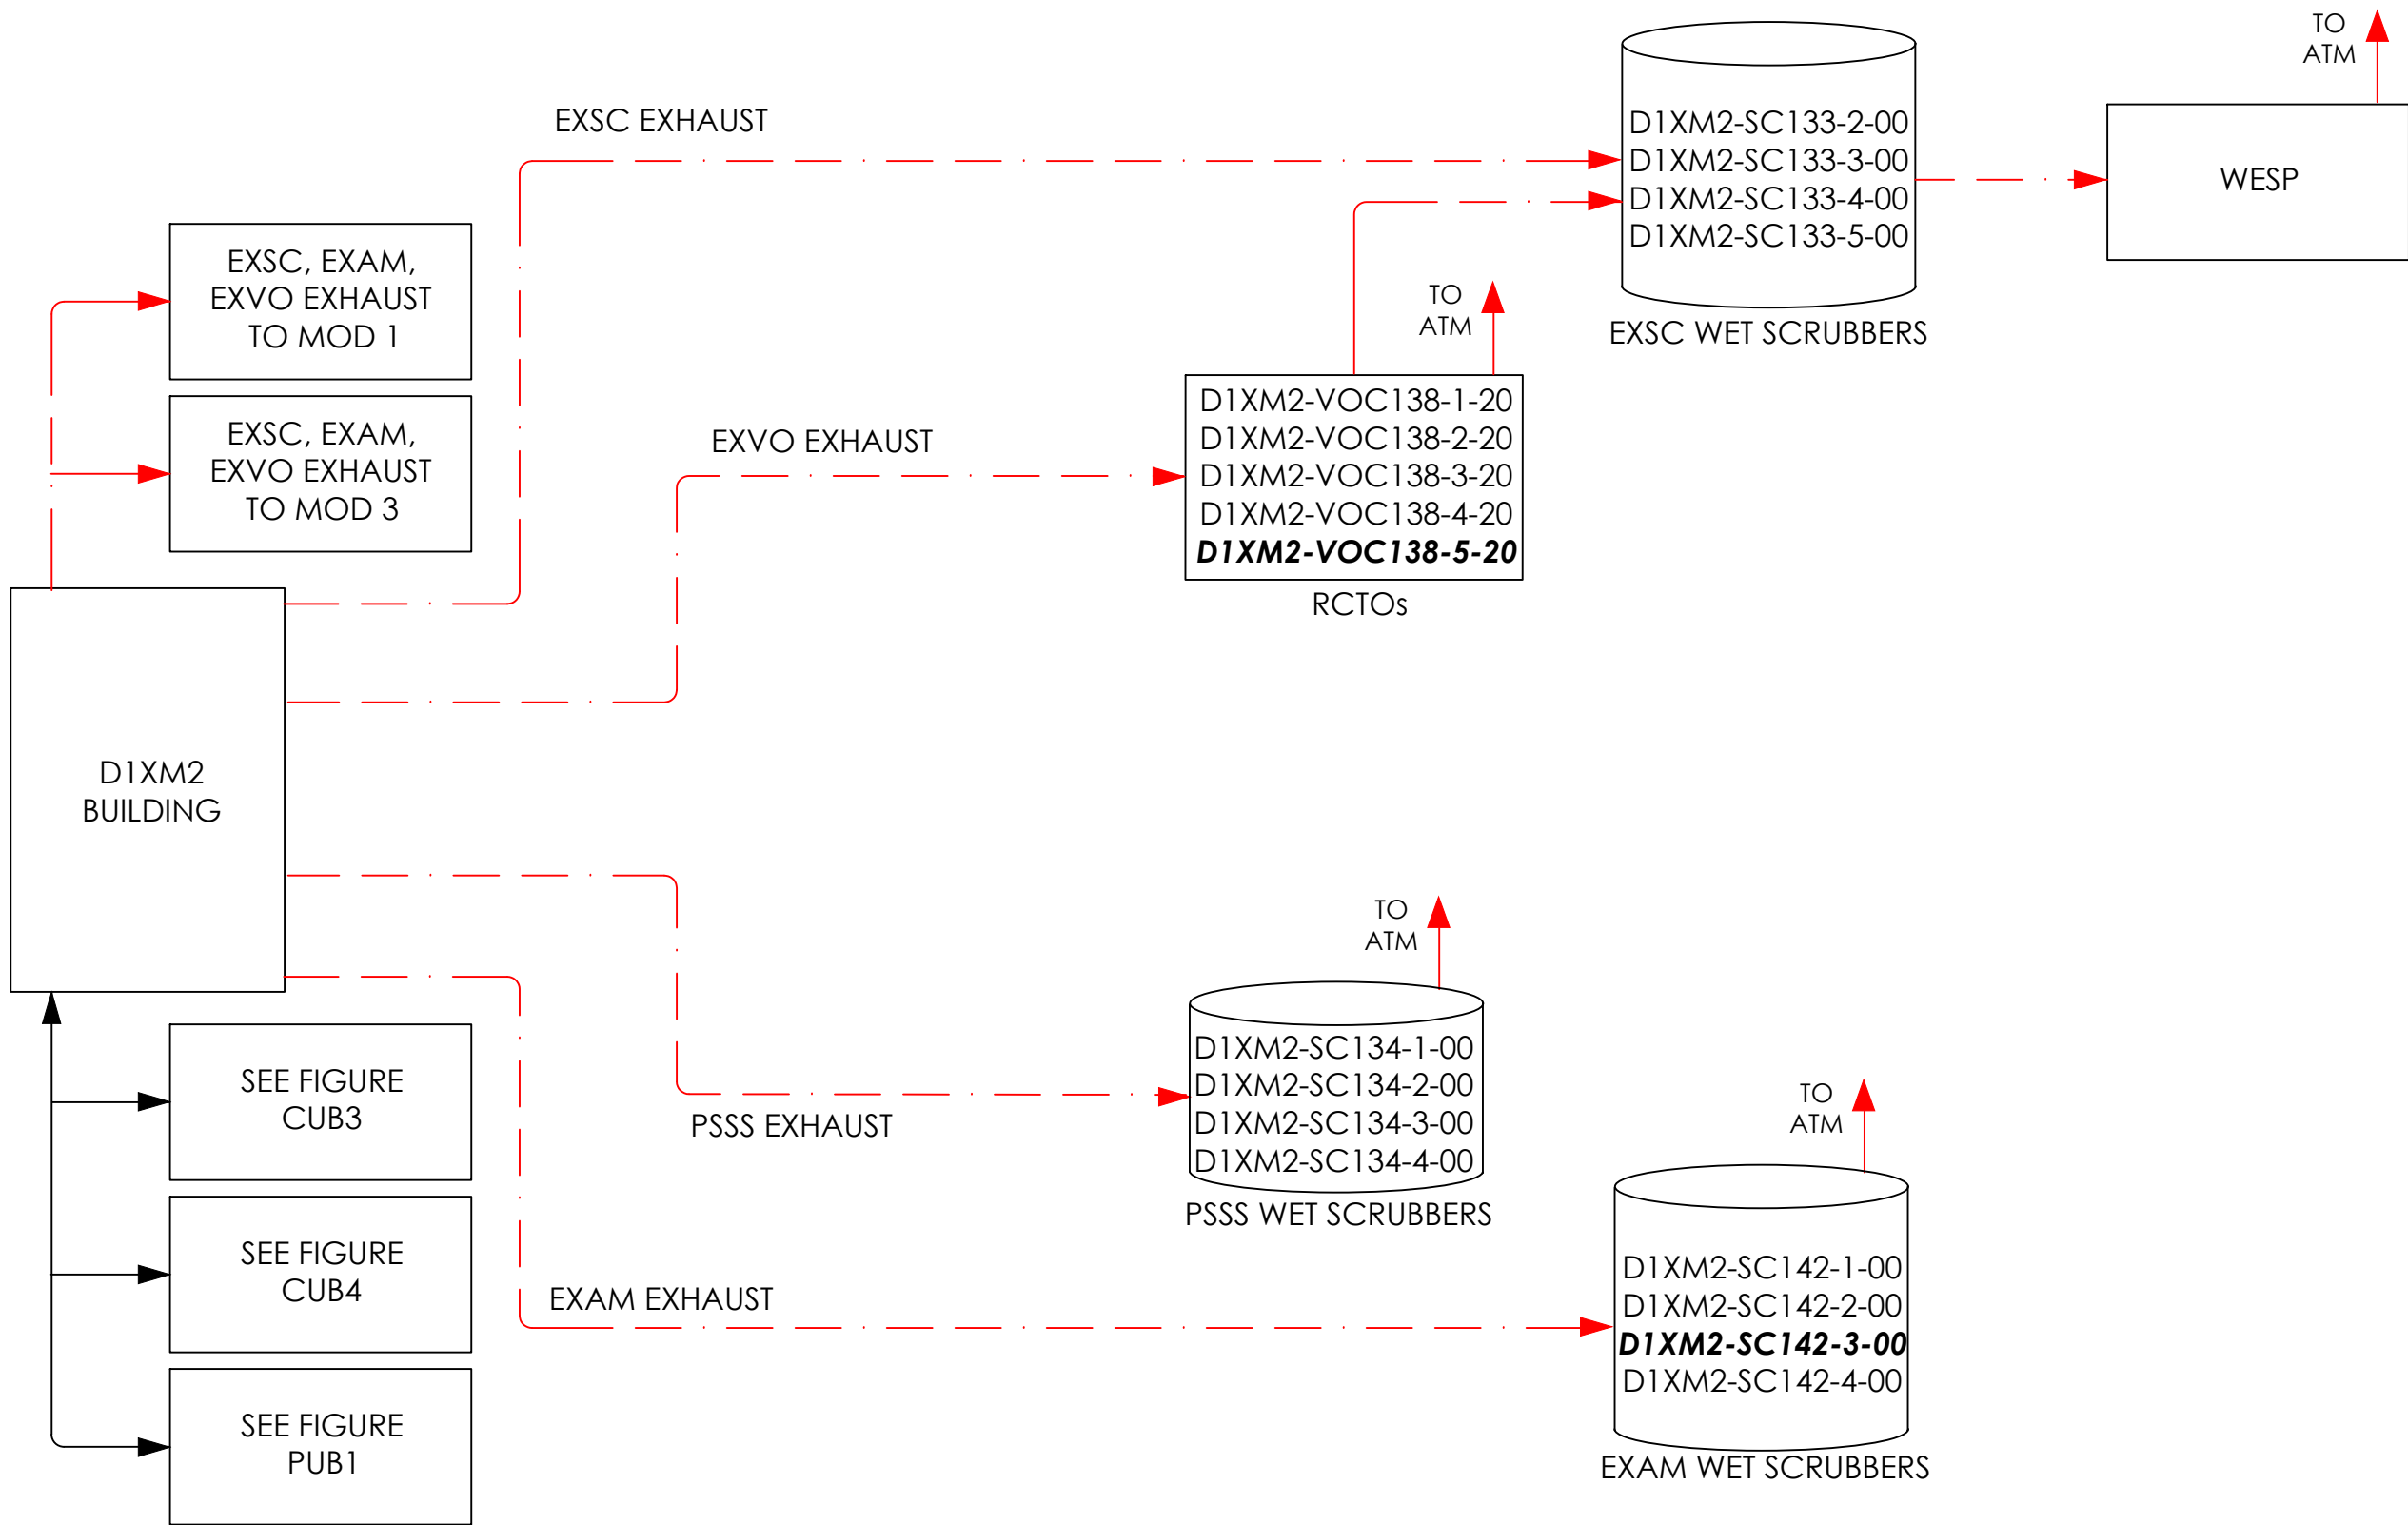 TO
ATM
EXSC EXHAUST
D1XM2-SC133-2-00
D1XM2-SC133-3-00
D1XM2-SC133-4-00
D1XM2-SC133-5-00
WESP
EXSC WET SCRUBBERS
EXSC, EXAM,
EXVO EXHAUST
TO MOD 1
TO
ATM
EXSC, EXAM,
EXVO EXHAUST
TO MOD 3
EXVO EXHAUST
D1XM2-VOC138-1-20
D1XM2-VOC138-2-20
D1XM2-VOC138-3-20
D1XM2-VOC138-4-20
D1XM2-VOC138-5-20
RCTOs
D1XM2
BUILDING
TO
ATM
PSSS EXHAUST
D1XM2-SC134-1-00
D1XM2-SC134-2-00
D1XM2-SC134-3-00
D1XM2-SC134-4-00
PSSS WET SCRUBBERS
SEE FIGURE
CUB3
TO
ATM
SEE FIGURE
CUB4
EXAM EXHAUST
D1XM2-SC142-1-00
D1XM2-SC142-2-00
D1XM2-SC142-3-00
D1XM2-SC142-4-00
EXAM WET SCRUBBERS
SEE FIGURE
PUB1